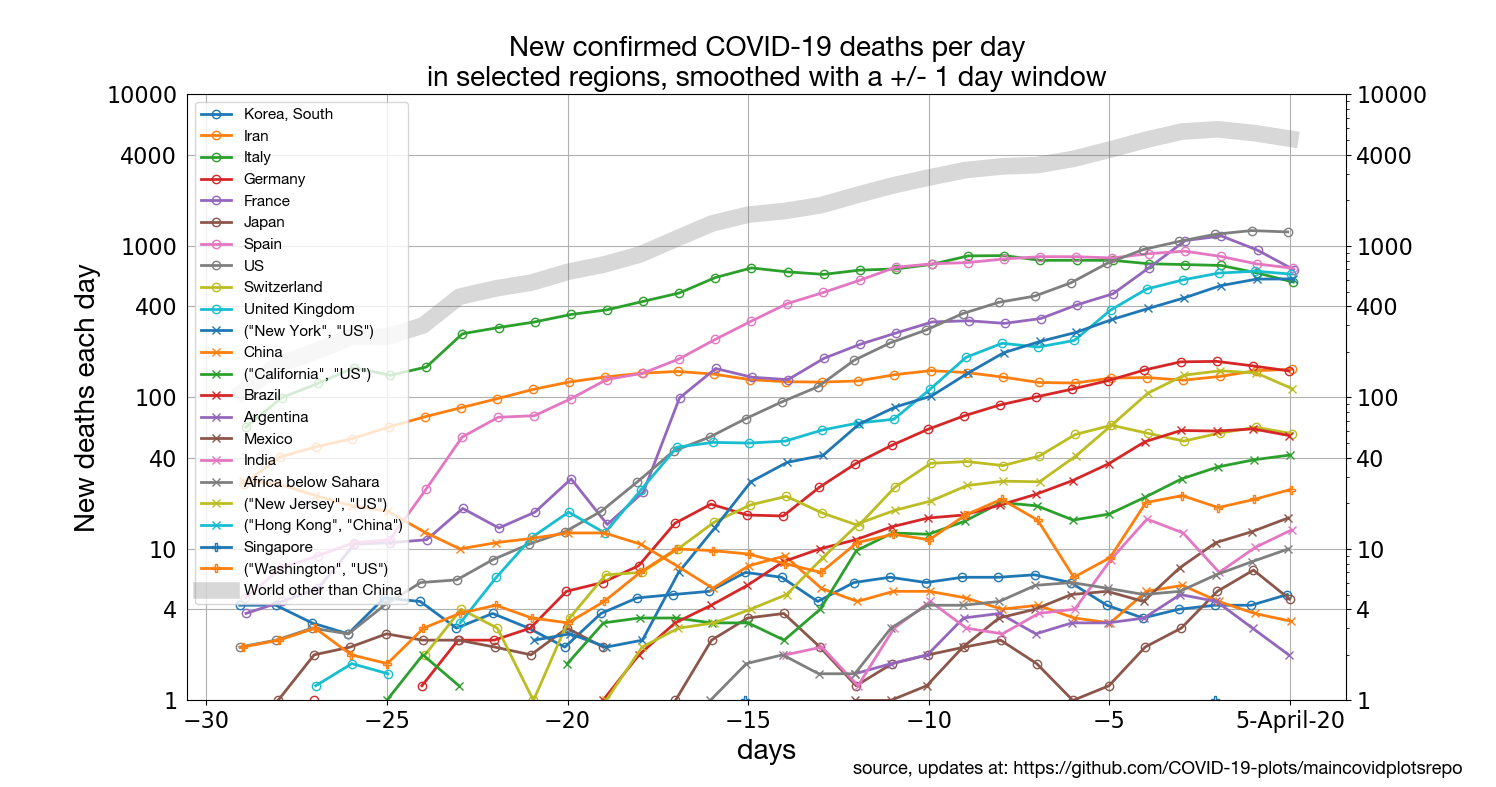 New confirmed COVID-19 deaths per day
in selected regions, smoothed with a +/- 1 day window
New deaths each day
10000
4000
1000
400
100
40
10
4
1
Korea, South
Iran
Italy
Germany
France
Japan
Spain
US
Switzerland
United Kingdom
("New York", "US")
China
("California", "US")
Brazil
Argentina
Mexico
India
Africa below Sahara
("New Jersey", "US")
("Hong Kong", "China")
Singapore
("Washington", "US")
World other than China
10000
4000
1000
400
100
40
10
4
1
−30 −25 −20 −15 −10 −5 5-April-20
days
source, updates at: https://github.com/COVID-19-plots/maincovidplotsrepo